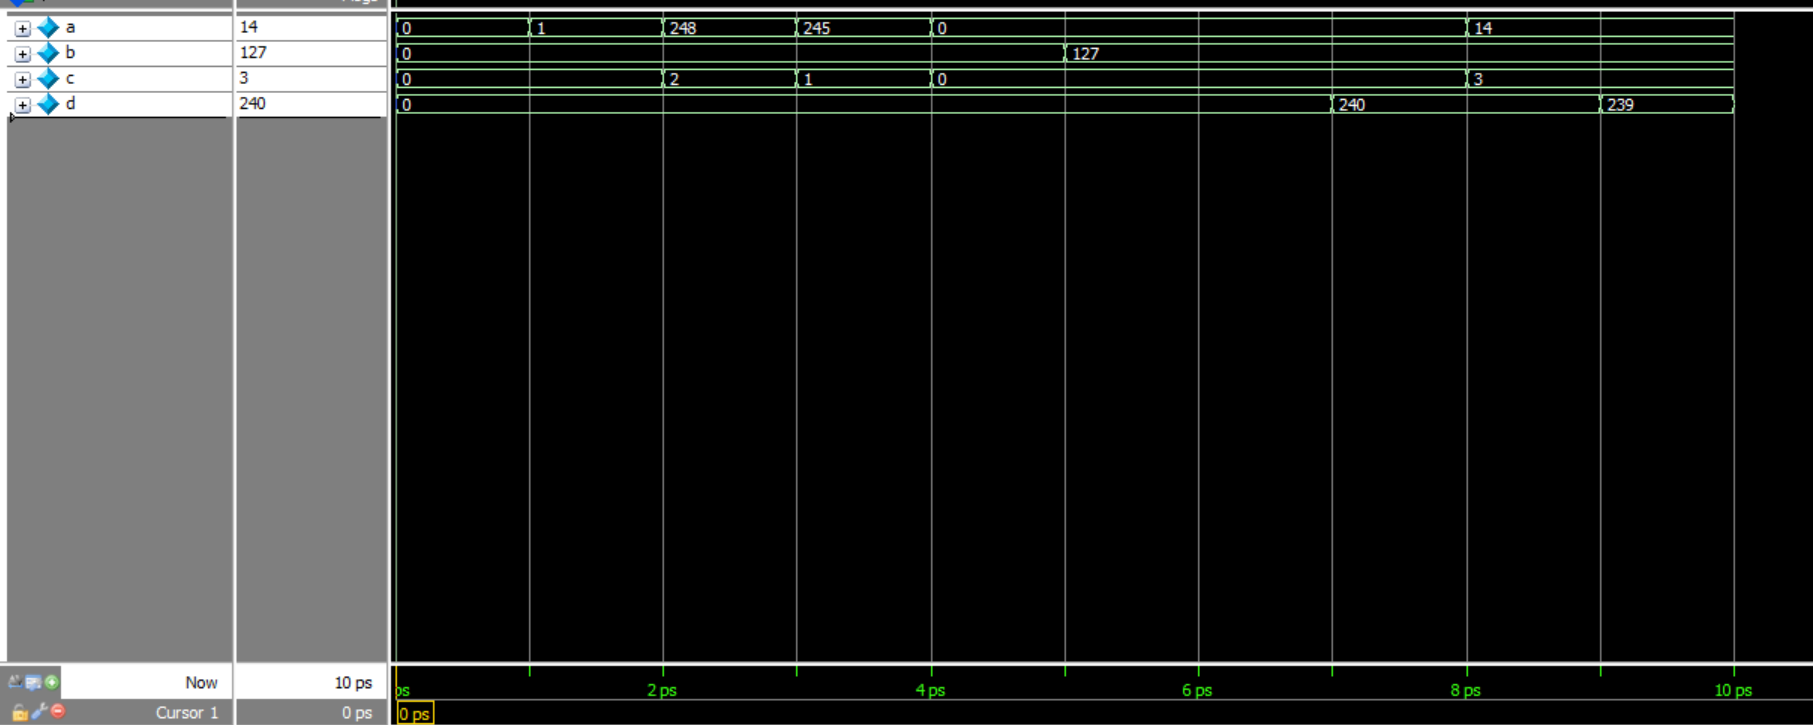 a 14 0 1 248 245 0 14
b 127 0 127
c 3 0 2 1 0 3
d 240 0 240 239
Now 10 ps ps 2 ps 4 ps 6 ps 8 ps 10 ps
Cursor 1 0 ps 0 ps